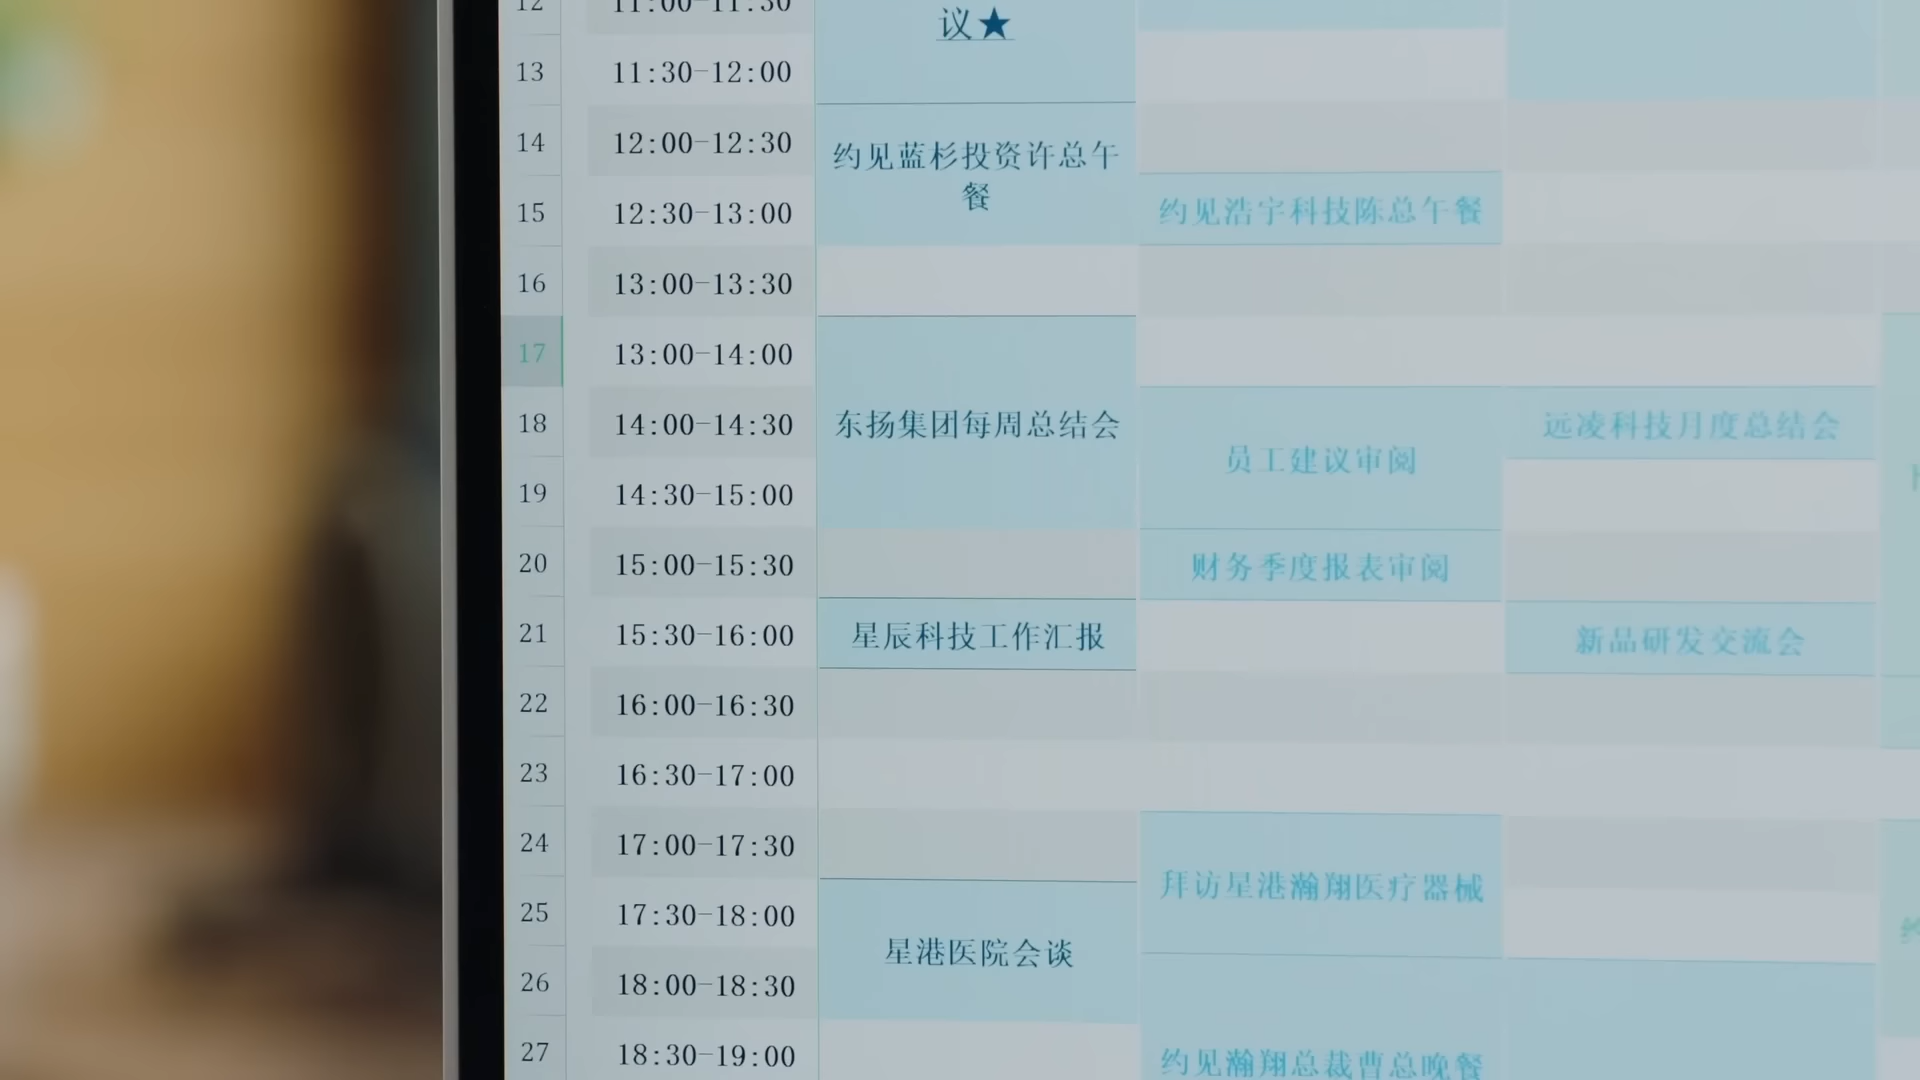 12 11:00-11:30
议★
13 11:30-12:00
14 12:00-12:30
约见蓝杉投资许总午
餐
15 12:30-13:00
约见浩宇科技陈总午餐
16 13:00-13:30
17 13:00-14:00
18 14:00-14:30
东扬集团每周总结会
远凌科技月度总结会
员工建议审阅
19 14:30-15:00
20 15:00-15:30
财务季度报表审阅
21 15:30-16:00
星辰科技工作汇报
新品研发交流会
22 16:00-16:30
23 16:30-17:00
24 17:00-17:30
拜访星港瀚翔医疗器械
25 17:30-18:00
星港医院会谈
26 18:00-18:30
27 18:30-19:00
约见瀚翔总裁曹总晚餐